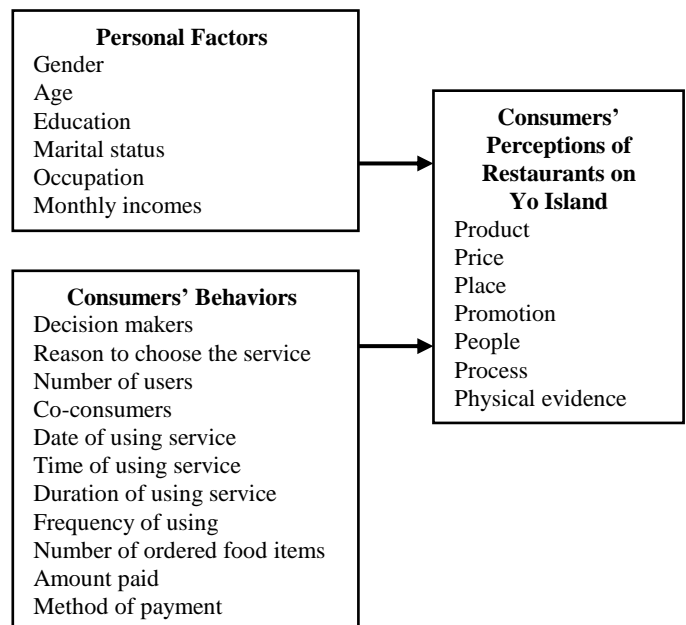 Personal Factors
Gender
Age
Education
Marital status
Occupation
Monthly incomes
Consumers’ Behaviors
Decision makers
Reason to choose the service
Number of users
Co-consumers
Date of using service
Time of using service
Duration of using service
Frequency of using
Number of ordered food items
Amount paid
Method of payment
Consumers’
Perceptions of
Restaurants on
Yo Island
Product
Price
Place
Promotion
People
Process
Physical evidence